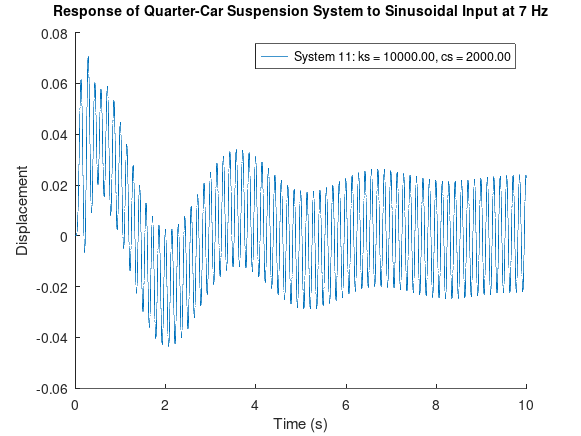 Response of Quarter-Car Suspension System to Sinusoidal Input at 7 Hz
0.08
System 11: ks = 10000.00, cs = 2000.00
0.06
0.04
0.02
0
-0.02
-0.04
-0.06
Displacement
0 2 4 6 8 10
Time (s)